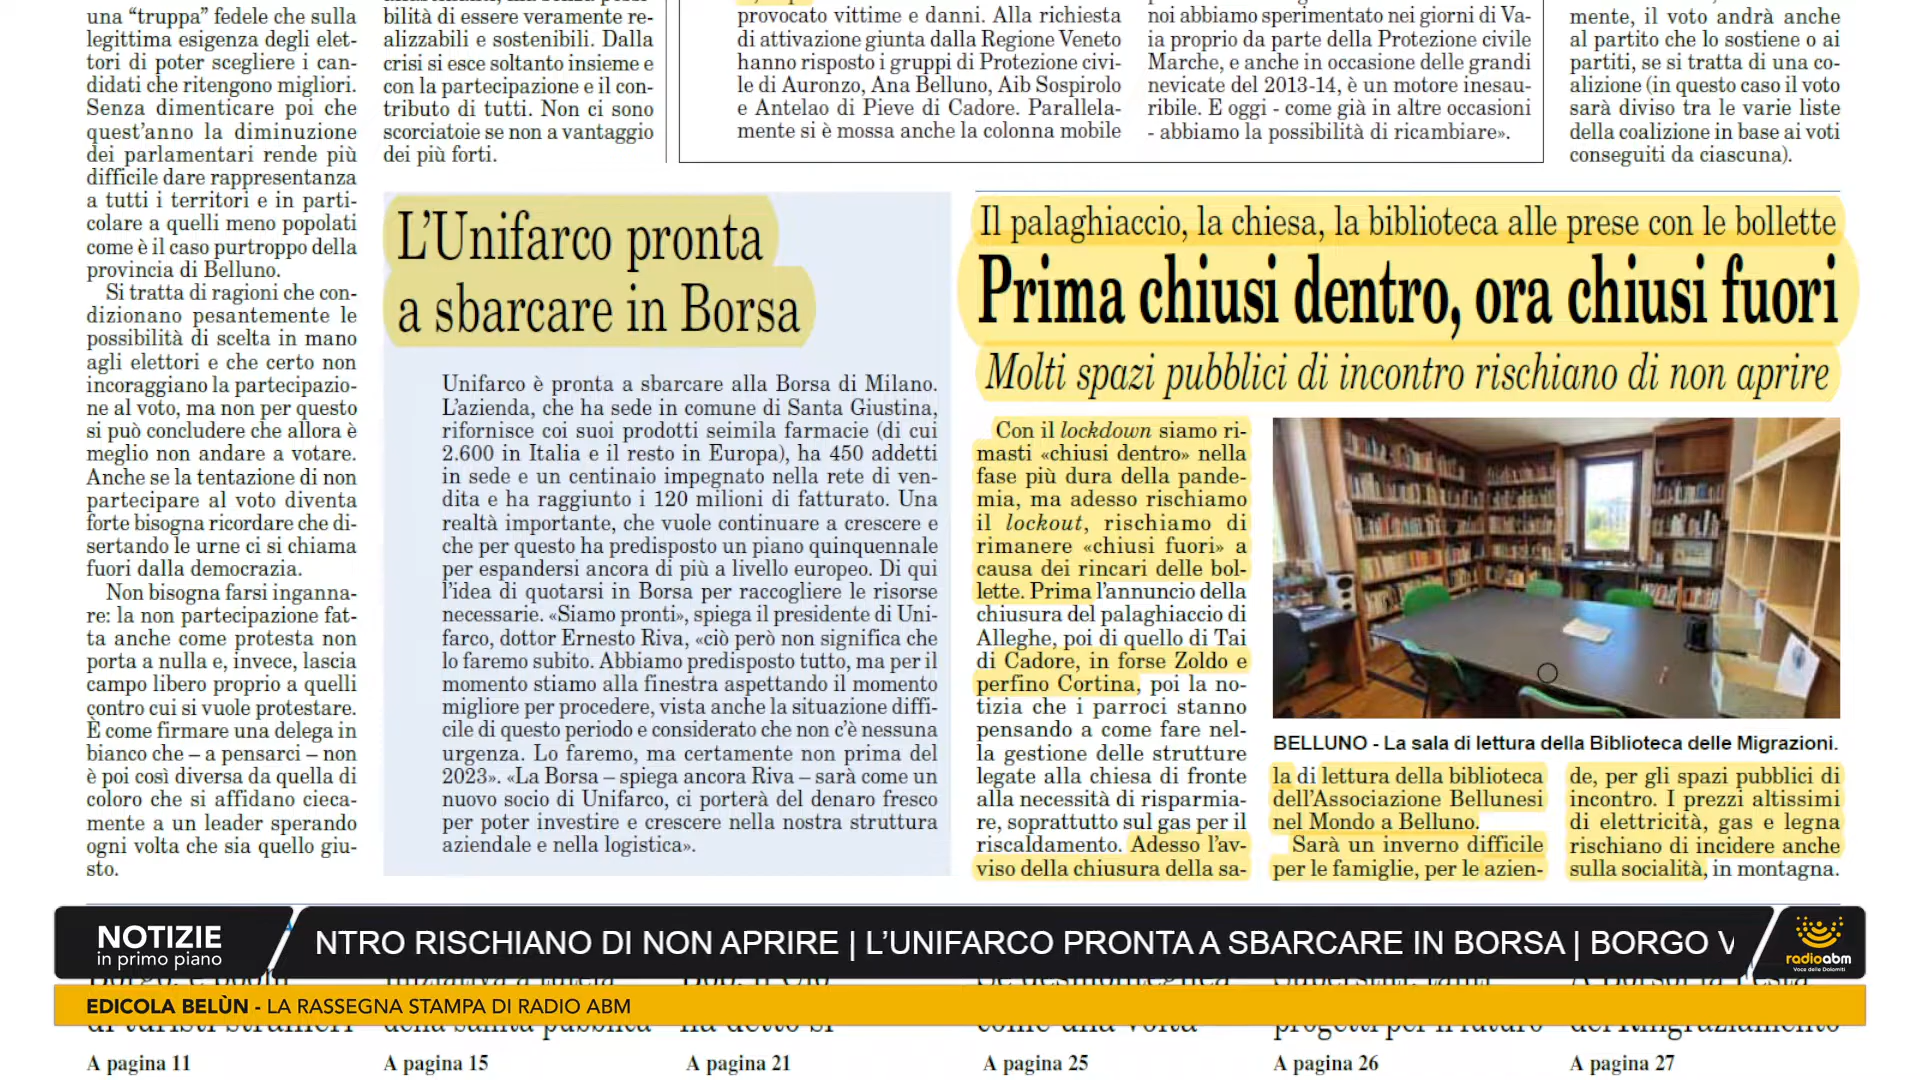 una “truppa” fedele che sulla
legittima esigenza degli elet-
tori di poter scegliere i can-
didati che ritengono migliori.
Senza dimenticare poi che
quest’anno la diminuzione
dei parlamentari rende più
difficile dare rappresentanza
a tutti i territori e in parti-
colare a quelli meno popolati
come è il caso purtroppo della
provincia di Belluno.
Si tratta di ragioni che con-
dizionano pesantemente le
possibilità di scelta in mano
agli elettori e che certo non
incoraggiano la partecipazio-
ne al voto, ma non per questo
si può concludere che allora è
meglio non andare a votare.
Anche se la tentazione di non
partecipare al voto diventa
forte bisogna ricordare che di-
sertando le urne ci si chiama
fuori dalla democrazia.
Non bisogna farsi inganna-
re: la non partecipazione fat-
ta anche come protesta non
porta a nulla e, invece, lascia
campo libero proprio a quelli
contro cui si vuole protestare.
È come firmare una delega in
bianco che – a pensarci – non
è poi così diversa da quella di
coloro che si affidano cieca-
mente a un leader sperando
ogni volta che sia quello giu-
sto.
bilità di essere veramente re-
alizzabili e sostenibili. Dalla
crisi si esce soltanto insieme e
con la partecipazione e il con-
tributo di tutti. Non ci sono
scorciatoie se non a vantaggio
dei più forti.
provocato vittime e danni. Alla richiesta
di attivazione giunta dalla Regione Veneto
hanno risposto i gruppi di Protezione civi-
le di Auronzo, Ana Belluno, Aib Sospirolo
e Antelao di Pieve di Cadore. Parallela-
mente si è mossa anche la colonna mobile
noi abbiamo sperimentato nei giorni di Va-
ia proprio da parte della Protezione civile
Marche, e anche in occasione delle grandi
nevicate del 2013-14, è un motore inesau-
ribile. E oggi - come già in altre occasioni
- abbiamo la possibilità di ricambiare».
mente, il voto andrà anche
al partito che lo sostiene o ai
partiti, se si tratta di una co-
alizione (in questo caso il voto
sarà diviso tra le varie liste
della coalizione in base ai voti
conseguiti da ciascuna).
L’Unifarco pronta
a sbarcare in Borsa
Unifarco è pronta a sbarcare alla Borsa di Milano.
L’azienda, che ha sede in comune di Santa Giustina,
rifornisce coi suoi prodotti seimila farmacie (di cui
2.600 in Italia e il resto in Europa), ha 450 addetti
in sede e un centinaio impegnato nella rete di ven-
dita e ha raggiunto i 120 milioni di fatturato. Una
realtà importante, che vuole continuare a crescere e
che per questo ha predisposto un piano quinquennale
per espandersi ancora di più a livello europeo. Di qui
l’idea di quotarsi in Borsa per raccogliere le risorse
necessarie. «Siamo pronti», spiega il presidente di Uni-
farco, dottor Ernesto Riva, «ciò però non significa che
lo faremo subito. Abbiamo predisposto tutto, ma per il
momento stiamo alla finestra aspettando il momento
migliore per procedere, vista anche la situazione diffi-
cile di questo periodo e considerato che non c’è nessuna
urgenza. Lo faremo, ma certamente non prima del
2023». «La Borsa – spiega ancora Riva – sarà come un
nuovo socio di Unifarco, ci porterà del denaro fresco
per poter investire e crescere nella nostra struttura
aziendale e nella logistica».
Il palaghiaccio, la chiesa, la biblioteca alle prese con le bollette
Prima chiusi dentro, ora chiusi fuori
Molti spazi pubblici di incontro rischiano di non aprire
Con il lockdown siamo ri-
masti «chiusi dentro» nella
fase più dura della pande-
mia, ma adesso rischiamo
il lockout, rischiamo di
rimanere «chiusi fuori» a
causa dei rincari delle bol-
lette. Prima l’annuncio della
chiusura del palaghiaccio di
Alleghe, poi di quello di Tai
di Cadore, in forse Zoldo e
perfino Cortina, poi la no-
tizia che i parroci stanno
pensando a come fare nel-
la gestione delle strutture
legate alla chiesa di fronte
alla necessità di risparmia-
re, soprattutto sul gas per il
riscaldamento. Adesso l’av-
viso della chiusura della sa-
BELLUNO - La sala di lettura della Biblioteca delle Migrazioni.
la di lettura della biblioteca
dell’Associazione Bellunesi
nel Mondo a Belluno.
Sarà un inverno difficile
per le famiglie, per le azien-
de, per gli spazi pubblici di
incontro. I prezzi altissimi
di elettricità, gas e legna
rischiano di incidere anche
sulla socialità, in montagna.
NOTIZIE
in primo piano
NTRO RISCHIANO DI NON APRIRE | L’UNIFARCO PRONTA A SBARCARE IN BORSA | BORGO V
radioabm
Voce delle Dolomiti
EDICOLA BELÙN - LA RASSEGNA STAMPA DI RADIO ABM
di turisti stranieri
della sanità pubblica
ha detto sì
come una volta
progetti per il futuro
del Ringraziamento
A pagina 11
A pagina 15
A pagina 21
A pagina 25
A pagina 26
A pagina 27